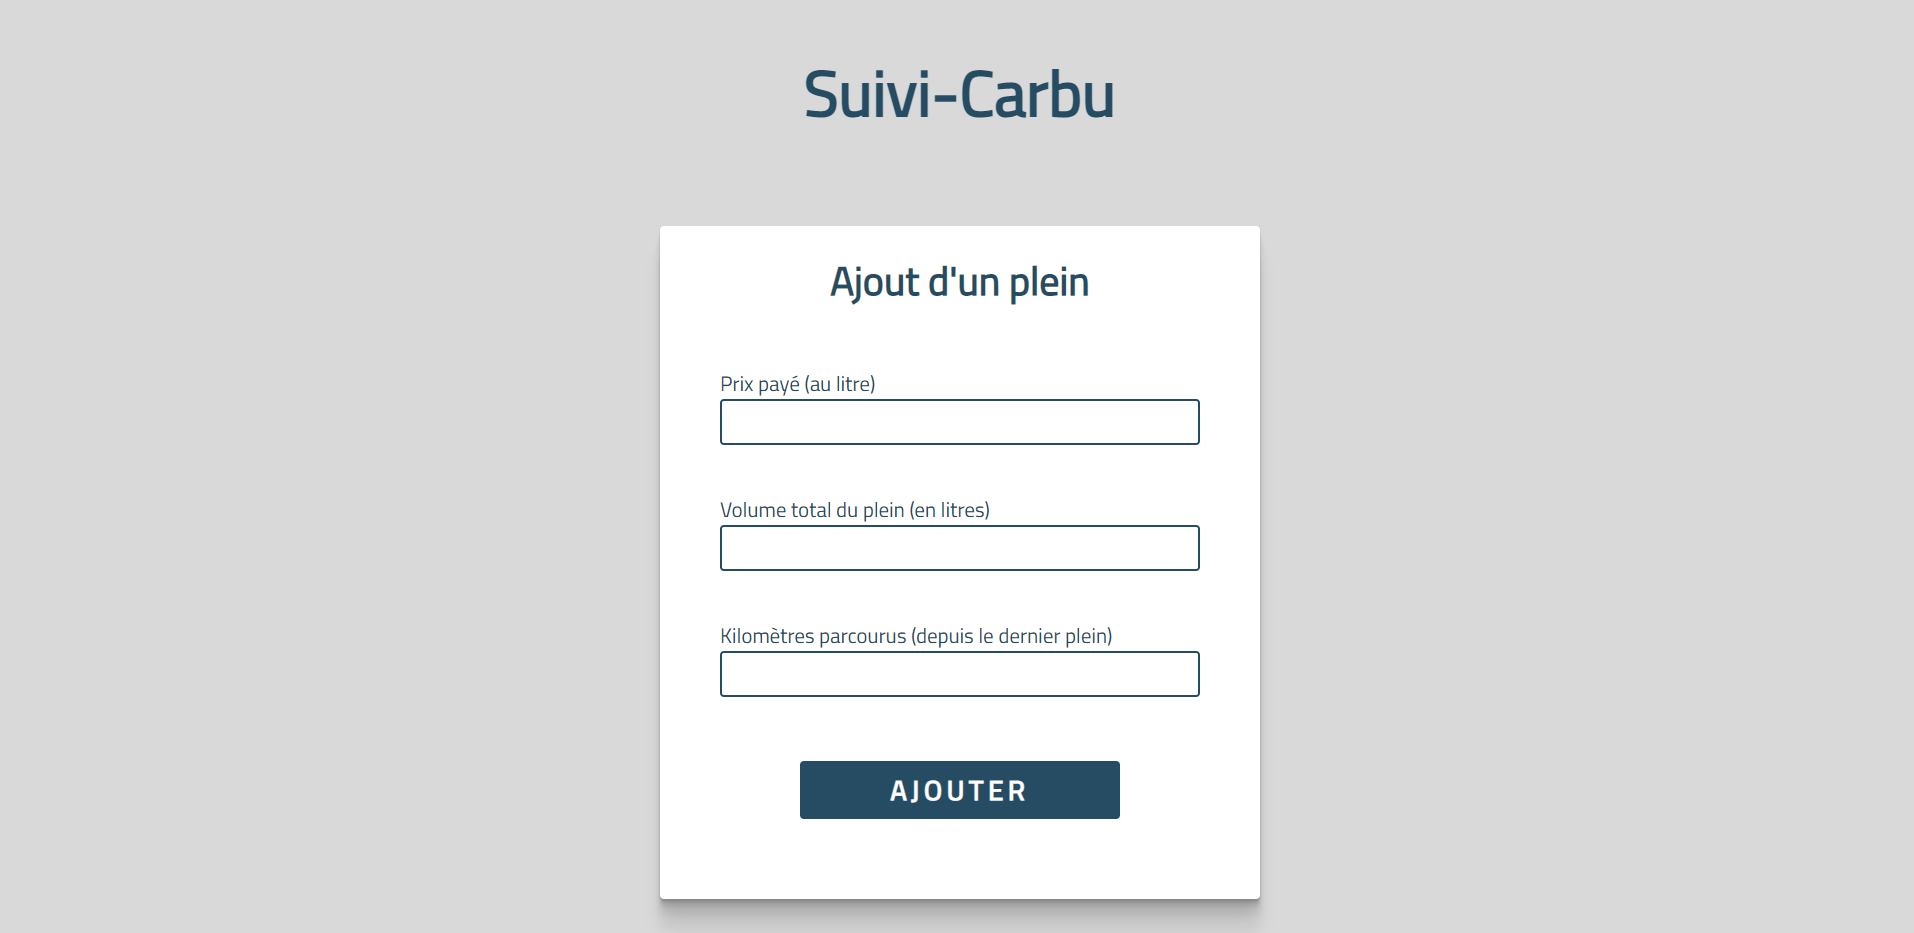 Suivi-Carbu
Ajout d'un plein
Prix payé (au litre)
Volume total du plein (en litres)
Kilomètres parcourus (depuis le dernier plein)
AJOUTER